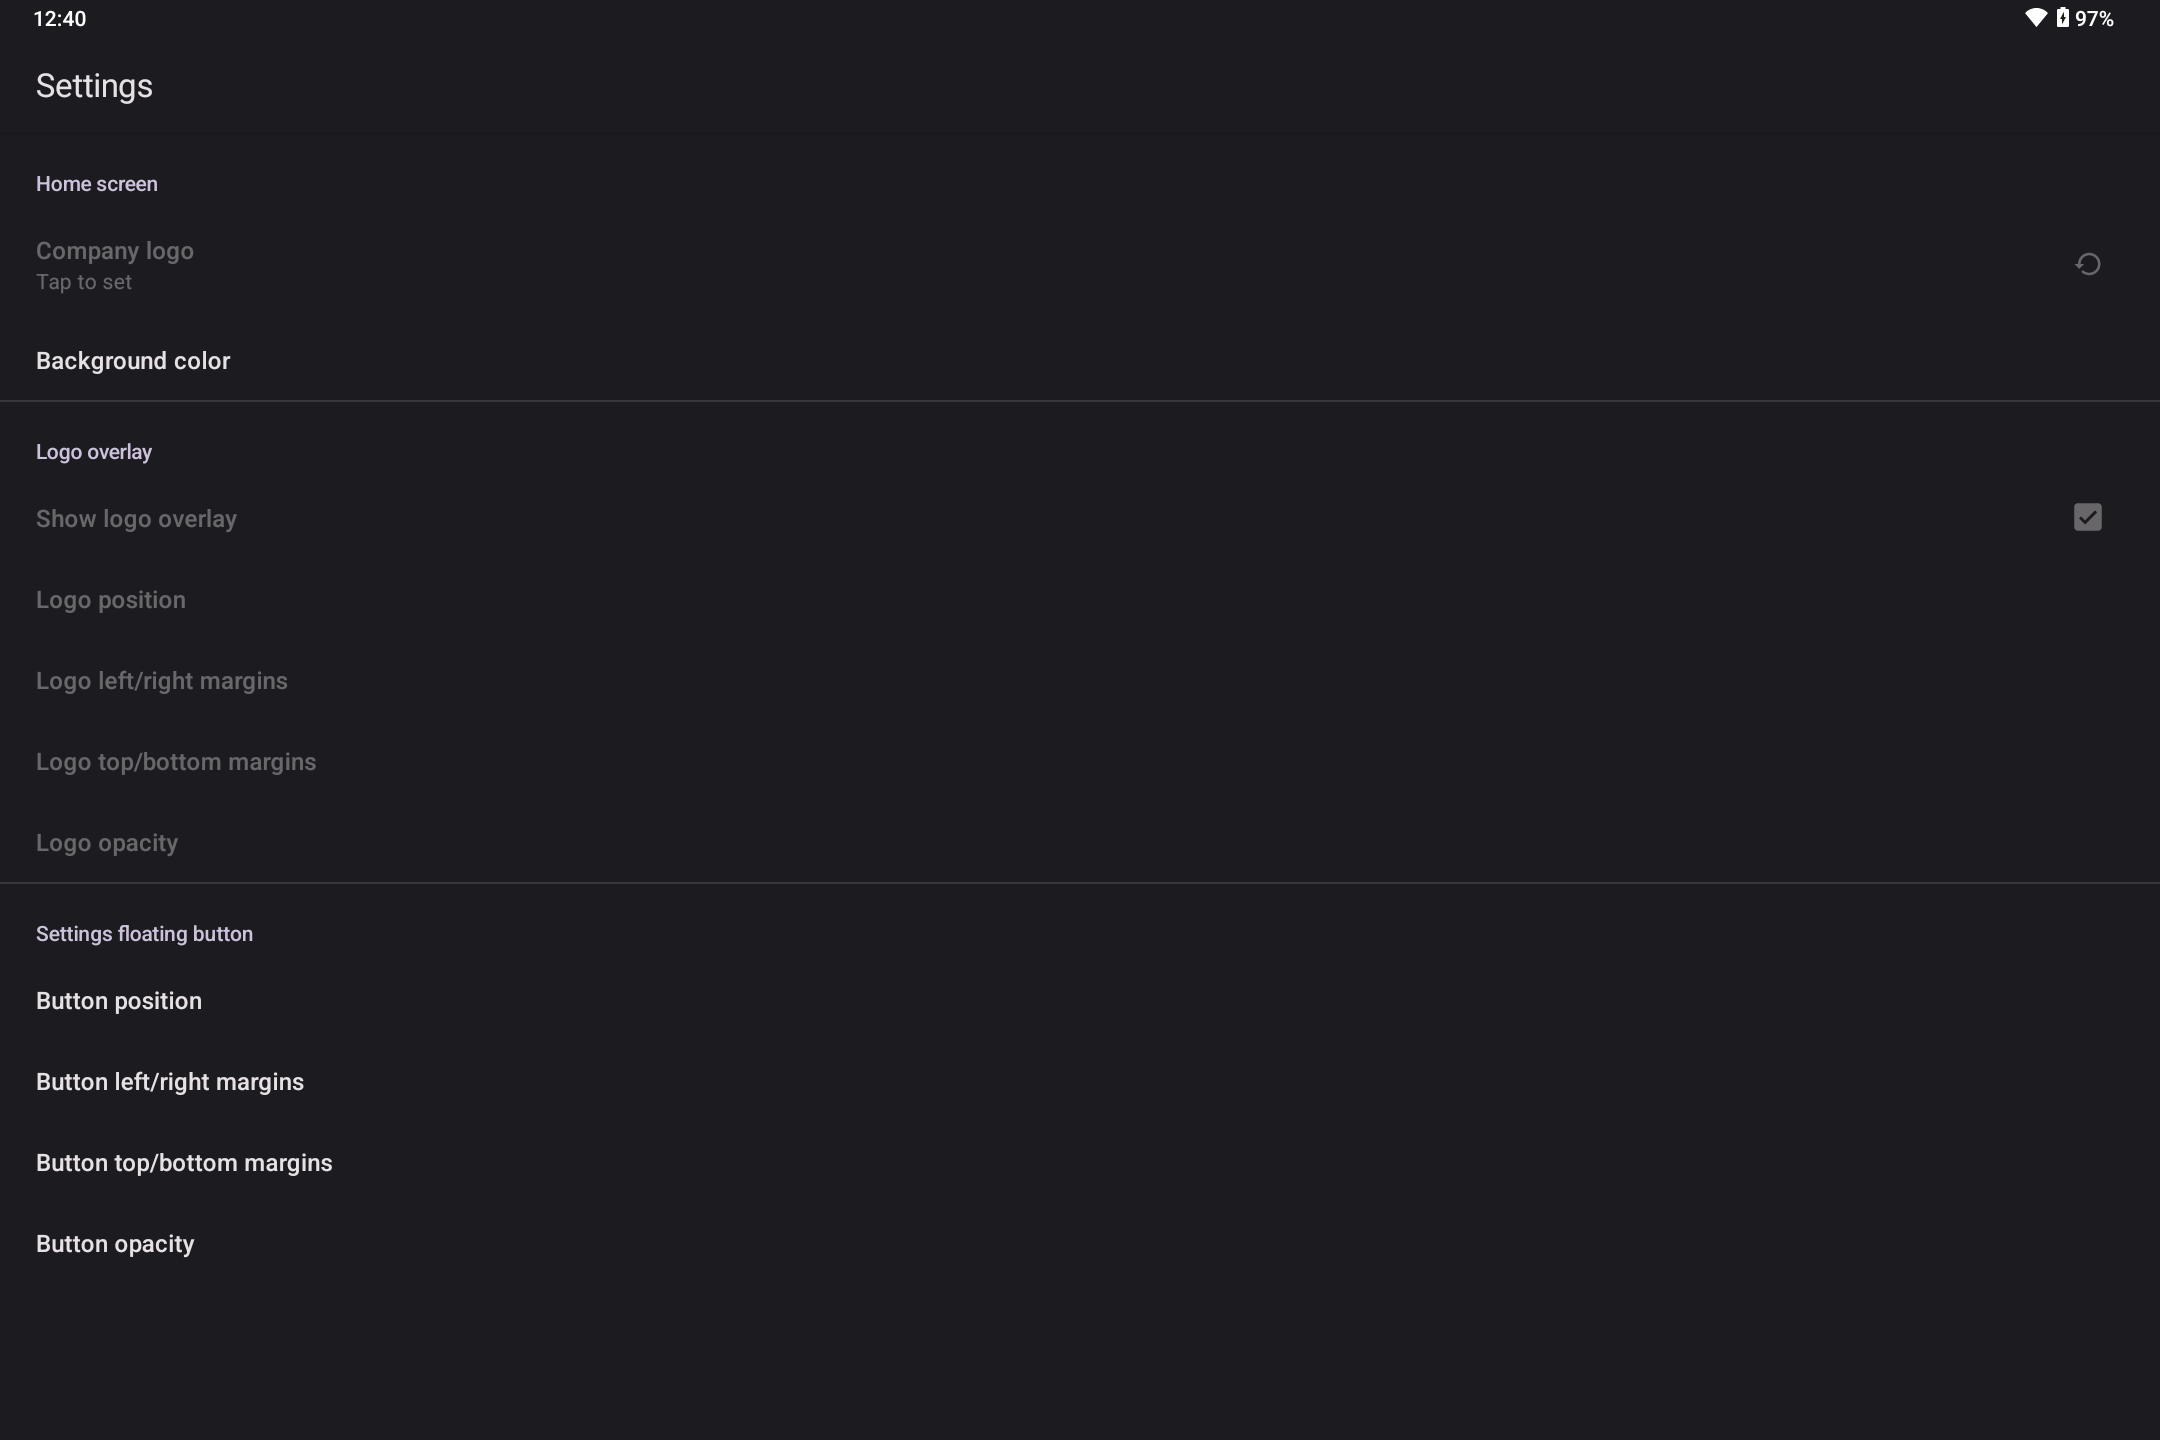 12:40
97%
Settings
Home screen
Company logo
Tap to set
Background color
Logo overlay
Show logo overlay
Logo position
Logo left/right margins
Logo top/bottom margins
Logo opacity
Settings floating button
Button position
Button left/right margins
Button top/bottom margins
Button opacity